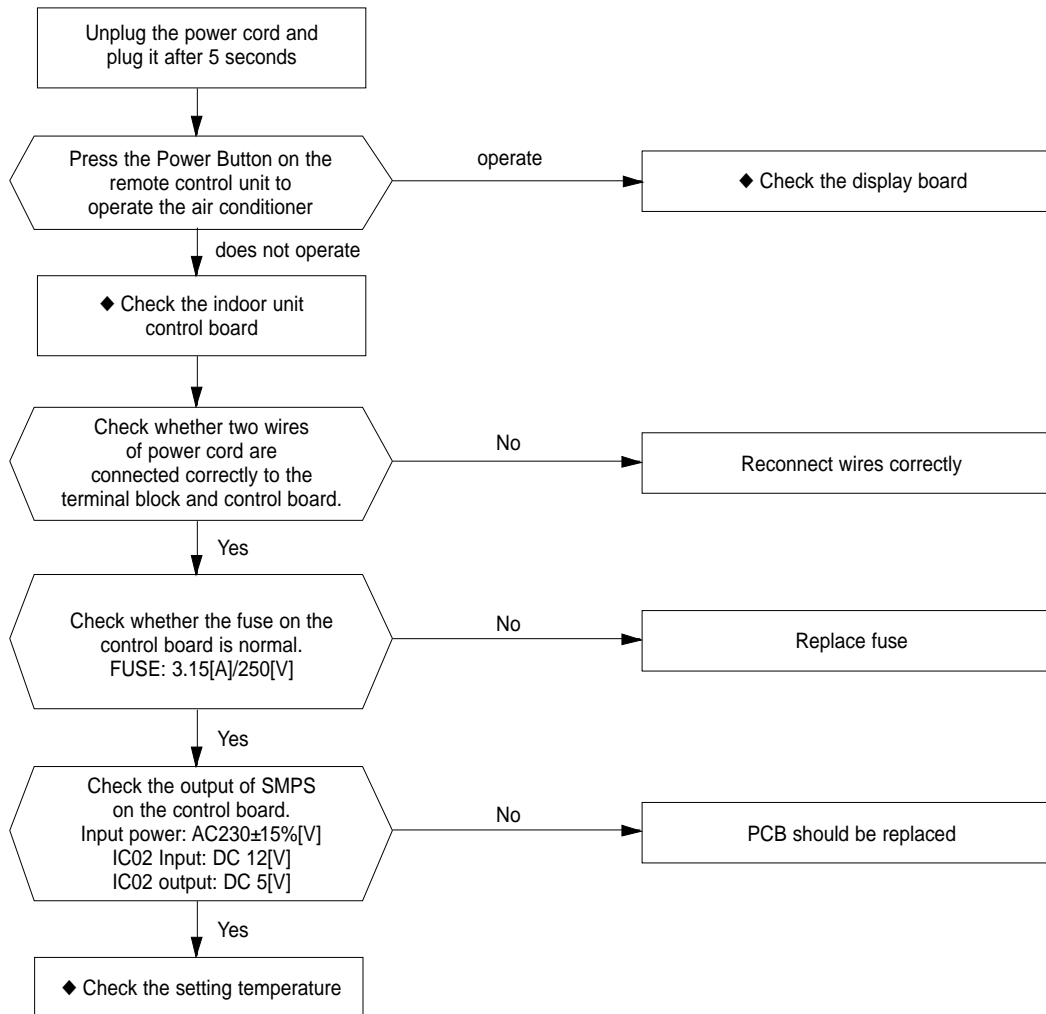 Unplug the power cord and
plug it after 5 seconds
Press the Power Button on the
remote control unit to
operate the air conditioner
operate
◆ Check the display board
does not operate
◆ Check the indoor unit
control board
Check whether two wires
of power cord are
connected correctly to the
terminal block and control board.
No
Reconnect wires correctly
Yes
Check whether the fuse on the
control board is normal.
FUSE: 3.15[A]/250[V]
No
Replace fuse
Yes
Check the output of SMPS
on the control board.
Input power: AC230±15%[V]
IC02 Input: DC 12[V]
IC02 output: DC 5[V]
No
PCB should be replaced
Yes
◆ Check the setting temperature